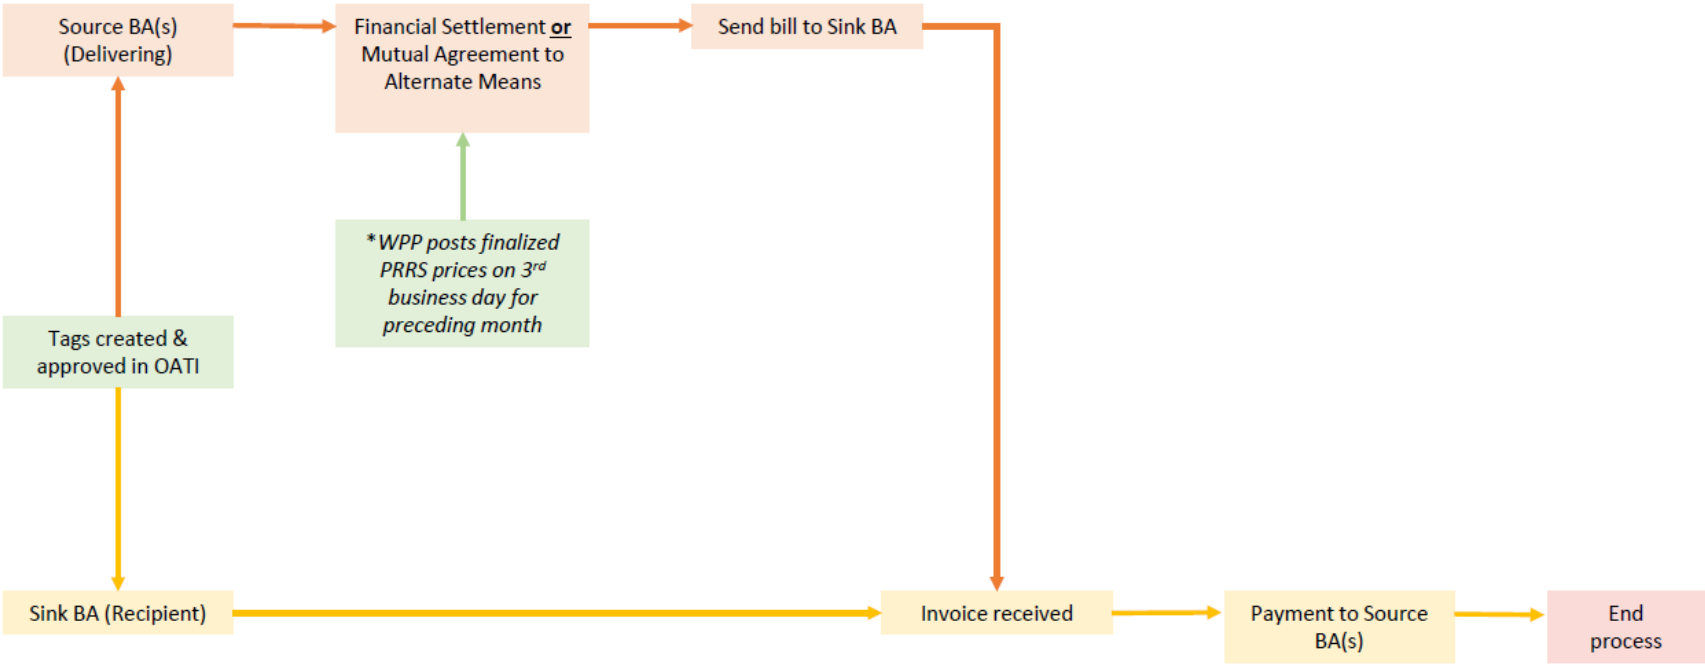 Source BA(s)
(Delivering)
Financial Settlement or
Mutual Agreement to
Alternate Means
Send bill to Sink BA
*WPP posts finalized
PRRS prices on 3rd
business day for
preceding month
Tags created &
approved in OATI
Sink BA (Recipient)
Invoice received
Payment to Source
BA(s)
End
process